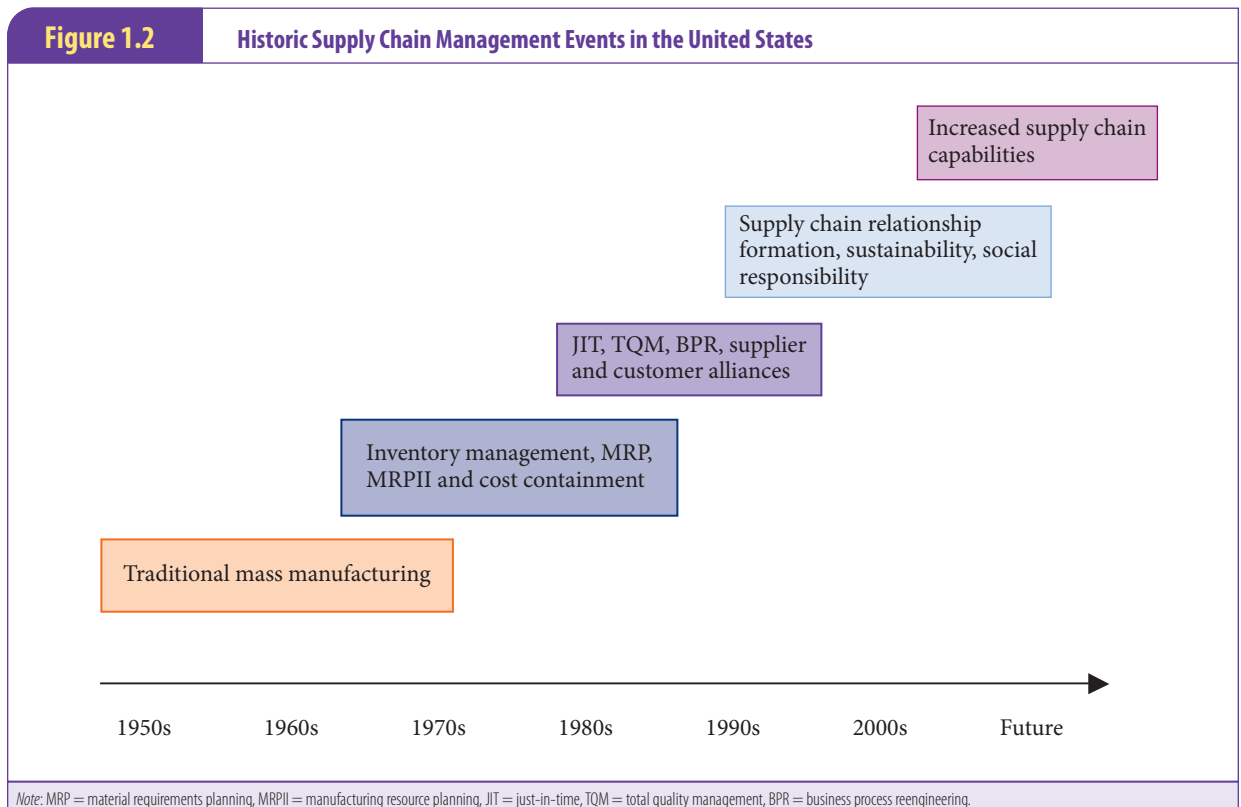 Figure 1.2
Historic Supply Chain Management Events in the United States
Increased supply chain
capabilities
Supply chain relationship
formation, sustainability, social
responsibility
JIT, TQM, BPR, supplier
and customer alliances
Inventory management, MRP,
MRPII and cost containment
Traditional mass manufacturing
1950s 1960s 1970s 1980s 1990s 2000s Future
Note: MRP = material requirements planning, MRPII = manufacturing resource planning, JIT = just-in-time, TQM = total quality management, BPR = business process reengineering.